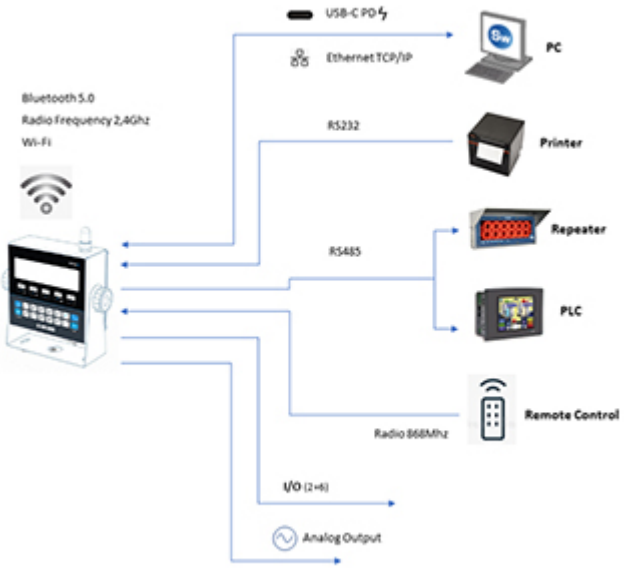 USB-C PD
Sw
PC
Ethernet TCP/IP
Bluetooth 5.0
Radio Frequency 2,4Ghz
Wi-Fi
RS232
Printer
RS485
Repeater
PLC
Remote Control
Radio 868Mhz
I/O (2+6)
Analog Output